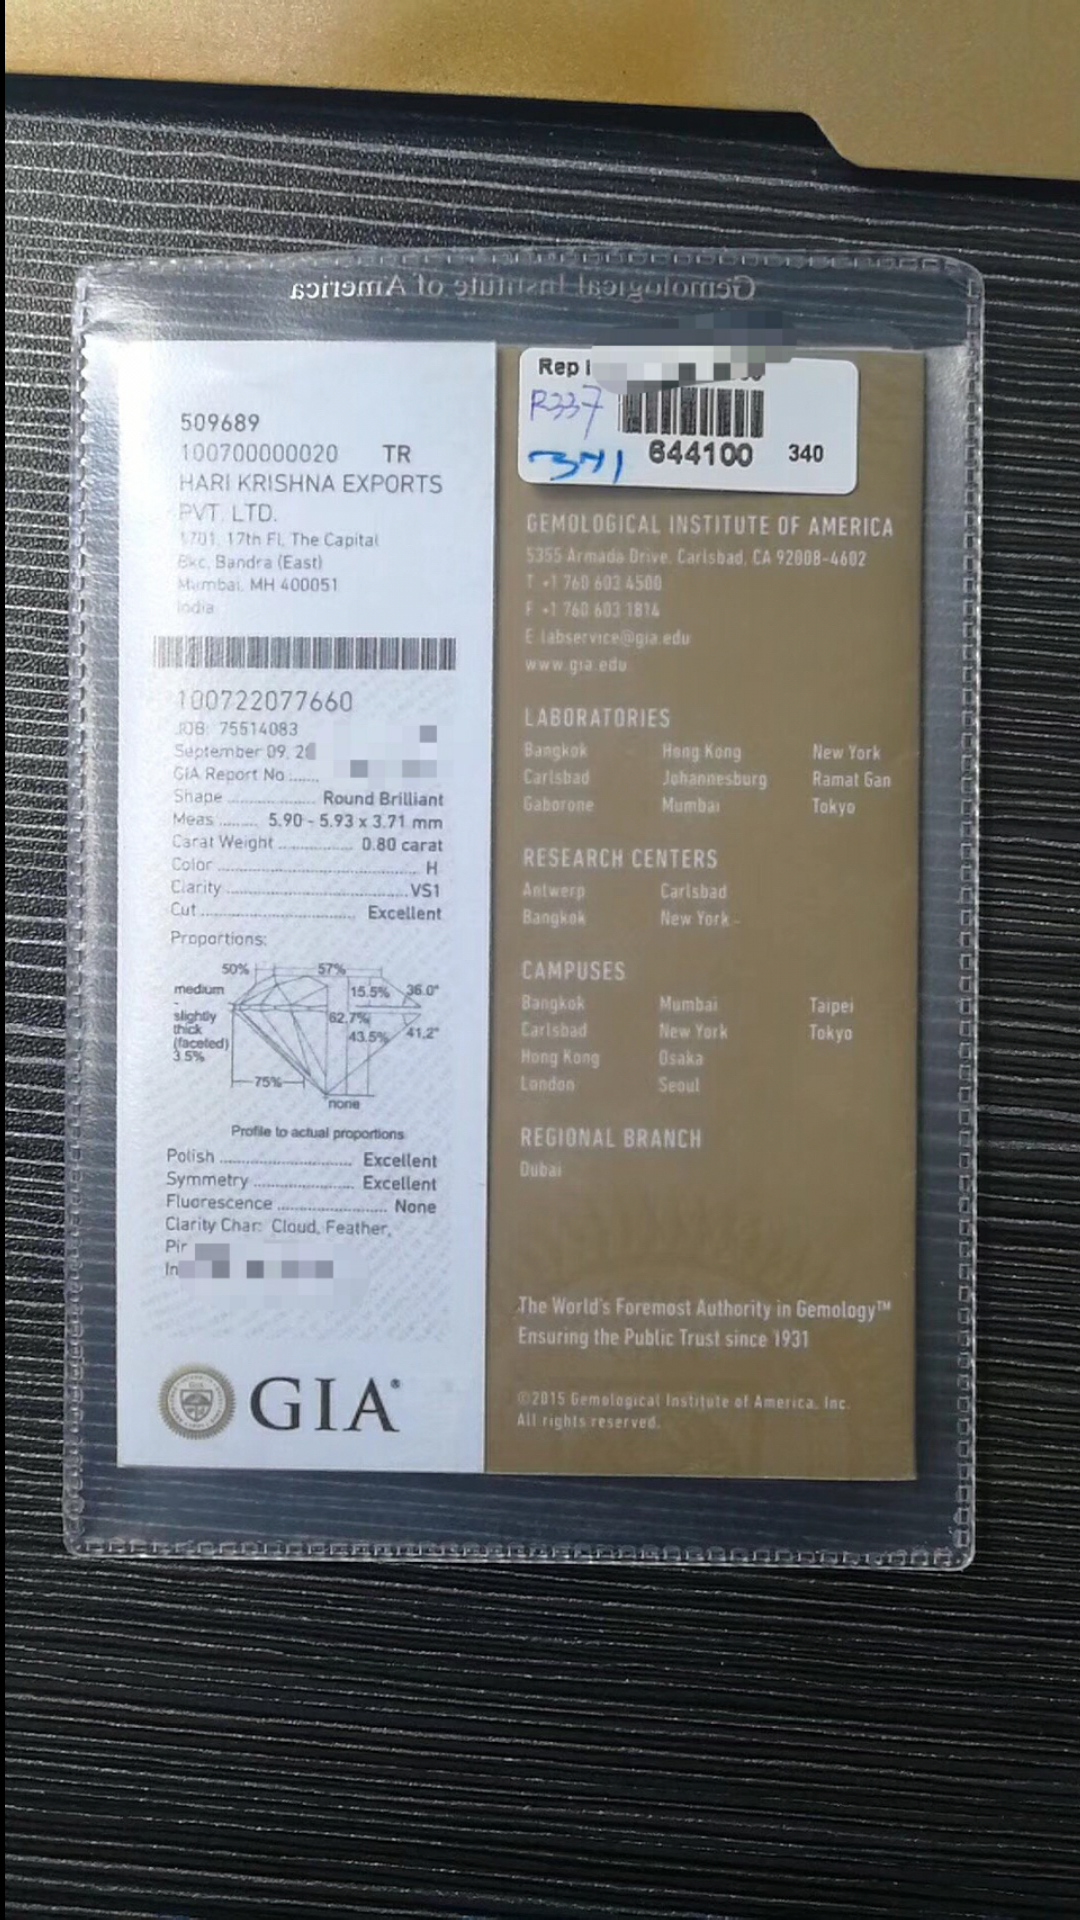 Gemological Institute of America
509689
100700000020 TR
HARI KRISHNA EXPORTS
PVT. LTD.
1701, 17th Fl, The Capital
Bkc, Bandra (East)
Mumbai, MH 400051
India
100722077660
JOB: 75514083
September 09,
GIA Report No ......
Shape ................... Round Brilliant
Meas ......... 5.90 - 5.93 x 3.71 mm
Carat Weight ................ 0.80 carat
Color ............................................. H
Clarity ........................................ VS1
Cut ................................. Excellent
Proportions:
50% 57%
medium 15.5% 36.0°
-
slightly 62.7%
thick 43.5% 41.2°
(faceted)
3.5%
75%
none
Profile to actual proportions
Polish ............................ Excellent
Symmetry ..................... Excellent
Fluorescence ........................ None
Clarity Char: Cloud, Feather,
GIA®
Rep
R337
371 644100 340
GEMOLOGICAL INSTITUTE OF AMERICA
5355 Armada Drive, Carlsbad, CA 92008-4602
T +1 760 603 4500
F +1 760 603 1814
E labservice@gia.edu
www.gia.edu
LABORATORIES
Bangkok Hong Kong New York
Carlsbad Johannesburg Ramat Gan
Gaborone Mumbai Tokyo
RESEARCH CENTERS
Antwerp Carlsbad
Bangkok New York
CAMPUSES
Bangkok Mumbai Taipei
Carlsbad New York Tokyo
Hong Kong Osaka
London Seoul
REGIONAL BRANCH
Dubai
The World's Foremost Authority in Gemology™
Ensuring the Public Trust since 1931
©2015 Gemological Institute of America, Inc.
All rights reserved.